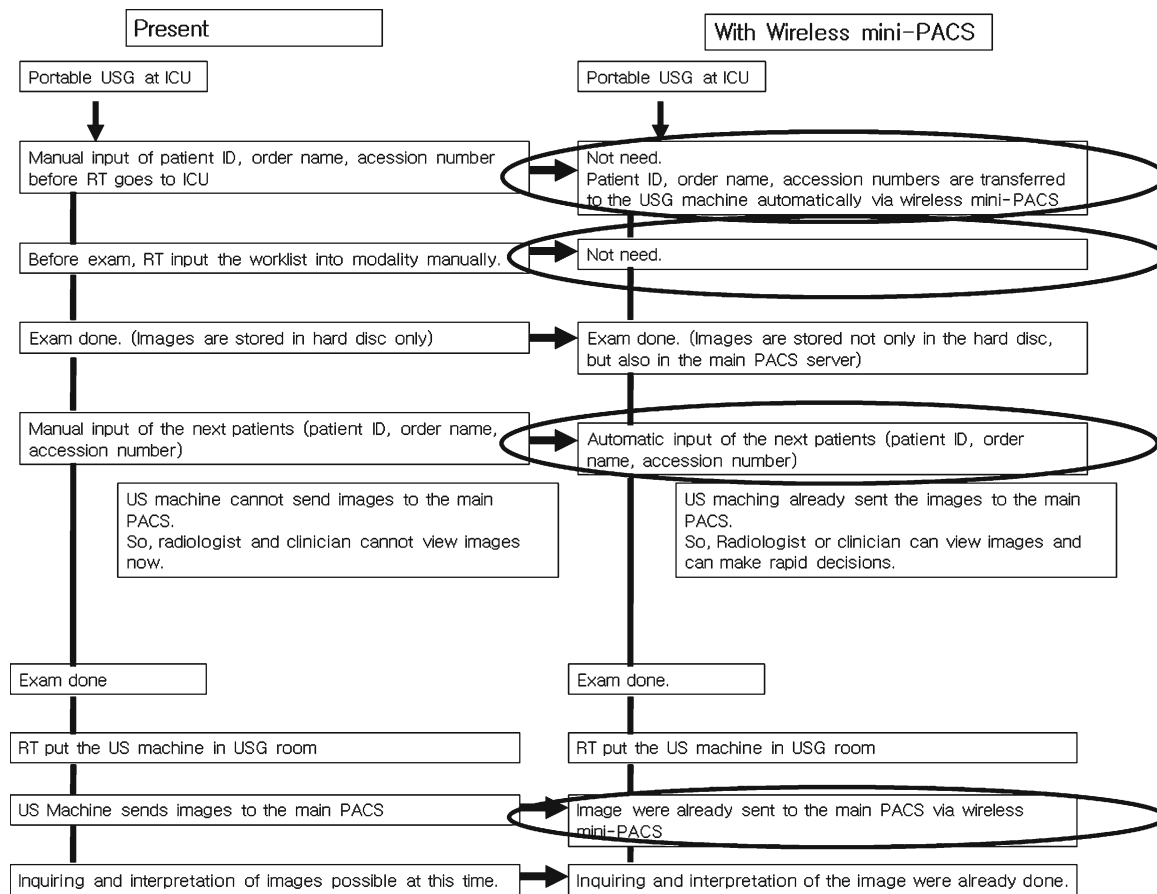 Present
With Wireless mini-PACS
Portable USG at ICU
Portable USG at ICU
Manual input of patient ID, order name, acession number
before RT goes to ICU
Not need.
Patient ID, order name, accession numbers are transferred
to the USG machine automatically via wireless mini-PACS
Before exam, RT input the worklist into modality manually.
Not need.
Exam done. (Images are stored in hard disc only)
Exam done. (Images are stored not only in the hard disc,
but also in the main PACS server)
Manual input of the next patients (patient ID, order name,
accession number)
Automatic input of the next patients (patient ID, order
name, accession number)
US machine cannot send images to the main
PACS.
So, radiologist and clinician cannot view images
now.
US maching already sent the images to the main
PACS.
So, Radiologist or clinician can view images and
can make rapid decisions.
Exam done
Exam done.
RT put the US machine in USG room
RT put the US machine in USG room
US Machine sends images to the main PACS
Image were already sent to the main PACS via wireless
mini-PACS
Inquiring and interpretation of images possible at this time.
Inquiring and interpretation of the image were already done.